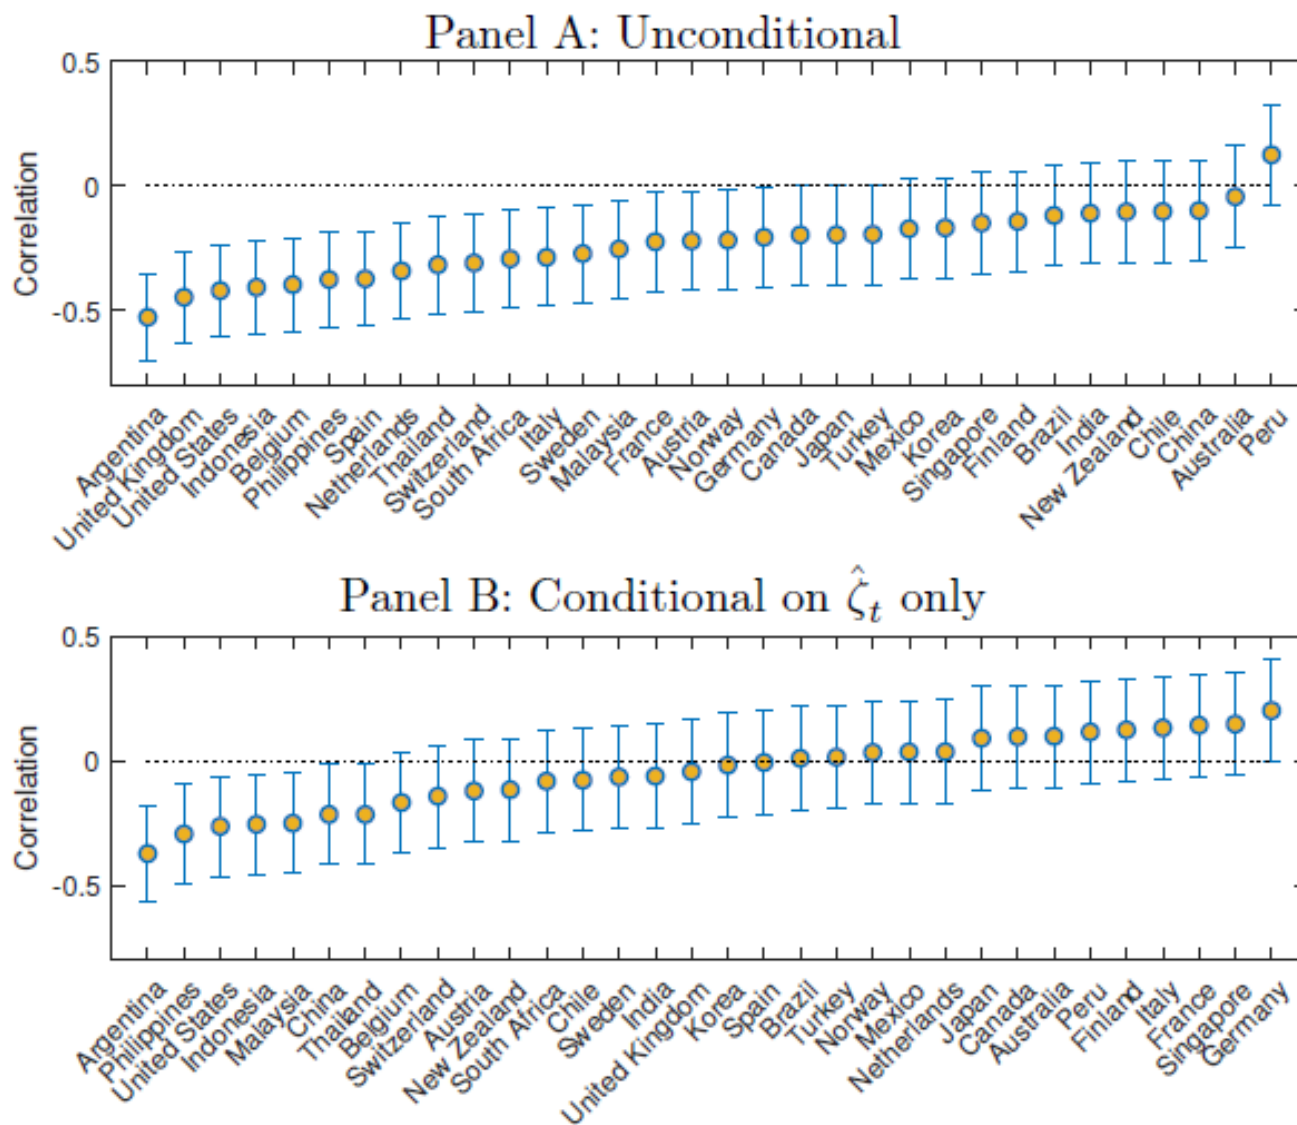 Panel A: Unconditional
0.5
0
-0.5
Correlation
Argentina
United Kingdom
United States
Indonesia
Belgium
Philippines
Spain
Netherlands
Thailand
Switzerland
South Africa
Italy
Sweden
Malaysia
France
Austria
Norway
Germany
Canada
Japan
Turkey
Mexico
Korea
Singapore
Finland
Brazil
India
New Zealand
Chile
China
Australia
Peru
Panel B: Conditional on ζ̂ₜ only
0.5
0
-0.5
Correlation
Argentina
Philippines
United States
Indonesia
Malaysia
China
Thailand
Belgium
Switzerland
Austria
New Zealand
South Africa
Chile
Sweden
India
United Kingdom
Korea
Spain
Brazil
Turkey
Norway
Mexico
Netherlands
Japan
Canada
Australia
Peru
Finland
Italy
France
Singapore
Germany